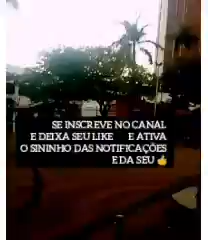 SE INSCREVE NO CANAL
E DEIXA SEU LIKE E ATIVA
O SININHO DAS NOTIFICAÇÕES
E DA SEU 👍